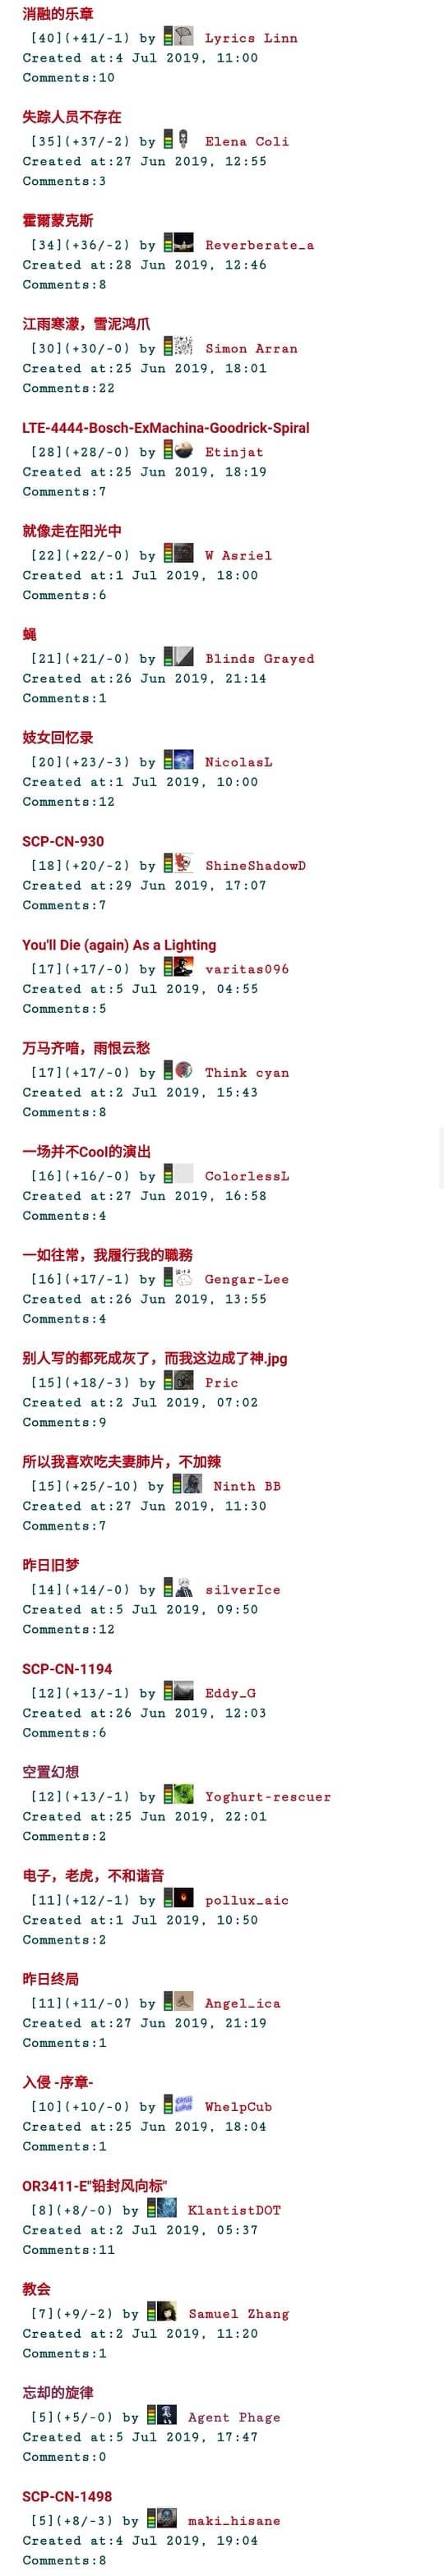 消融的乐章
[40](+41/-1) by Lyrics Linn
Created at:4 Jul 2019, 11:00
Comments:10
失踪人员不存在
[35](+37/-2) by Elena Coli
Created at:27 Jun 2019, 12:55
Comments:3
霍爾蒙克斯
[34](+36/-2) by Reverberate_a
Created at:28 Jun 2019, 12:46
Comments:8
江雨寒濛，雪泥鸿爪
[30](+30/-0) by Simon Arran
Created at:25 Jun 2019, 18:01
Comments:22
LTE-4444-Bosch-ExMachina-Goodrick-Spiral
[28](+28/-0) by Etinjat
Created at:25 Jun 2019, 18:19
Comments:7
就像走在阳光中
[22](+22/-0) by W Asriel
Created at:1 Jul 2019, 18:00
Comments:6
蝇
[21](+21/-0) by Blinds Grayed
Created at:26 Jun 2019, 21:14
Comments:1
妓女回忆录
[20](+23/-3) by NicolasL
Created at:1 Jul 2019, 10:00
Comments:12
SCP-CN-930
[18](+20/-2) by ShineShadowD
Created at:29 Jun 2019, 17:07
Comments:7
You'll Die (again) As a Lighting
[17](+17/-0) by varitas096
Created at:5 Jul 2019, 04:55
Comments:5
万马齐喑，雨恨云愁
[17](+17/-0) by Think cyan
Created at:2 Jul 2019, 15:43
Comments:8
一场并不Cool的演出
[16](+16/-0) by ColorlessL
Created at:27 Jun 2019, 16:58
Comments:4
一如往常，我履行我的職務
[16](+17/-1) by Gengar-Lee
Created at:26 Jun 2019, 13:55
Comments:4
别人写的都死成灰了，而我这边成了神.jpg
[15](+18/-3) by Pric
Created at:2 Jul 2019, 07:02
Comments:9
所以我喜欢吃夫妻肺片，不加辣
[15](+25/-10) by Ninth BB
Created at:27 Jun 2019, 11:30
Comments:7
昨日旧梦
[14](+14/-0) by silverIce
Created at:5 Jul 2019, 09:50
Comments:12
SCP-CN-1194
[12](+13/-1) by Eddy_G
Created at:26 Jun 2019, 12:03
Comments:6
空置幻想
[12](+13/-1) by Yoghurt-rescuer
Created at:25 Jun 2019, 22:01
Comments:2
电子，老虎，不和谐音
[11](+12/-1) by pollux_aic
Created at:1 Jul 2019, 10:50
Comments:2
昨日终局
[11](+11/-0) by Angel_ica
Created at:27 Jun 2019, 21:19
Comments:1
入侵 -序章-
[10](+10/-0) by WhelpCub
Created at:25 Jun 2019, 18:04
Comments:1
OR3411-E"铅封风向标"
[8](+8/-0) by KlantistDOT
Created at:2 Jul 2019, 05:37
Comments:11
教会
[7](+9/-2) by Samuel Zhang
Created at:2 Jul 2019, 11:20
Comments:1
忘却的旋律
[5](+5/-0) by Agent Phage
Created at:5 Jul 2019, 17:47
Comments:0
SCP-CN-1498
[5](+8/-3) by maki_hisane
Created at:4 Jul 2019, 19:04
Comments:8